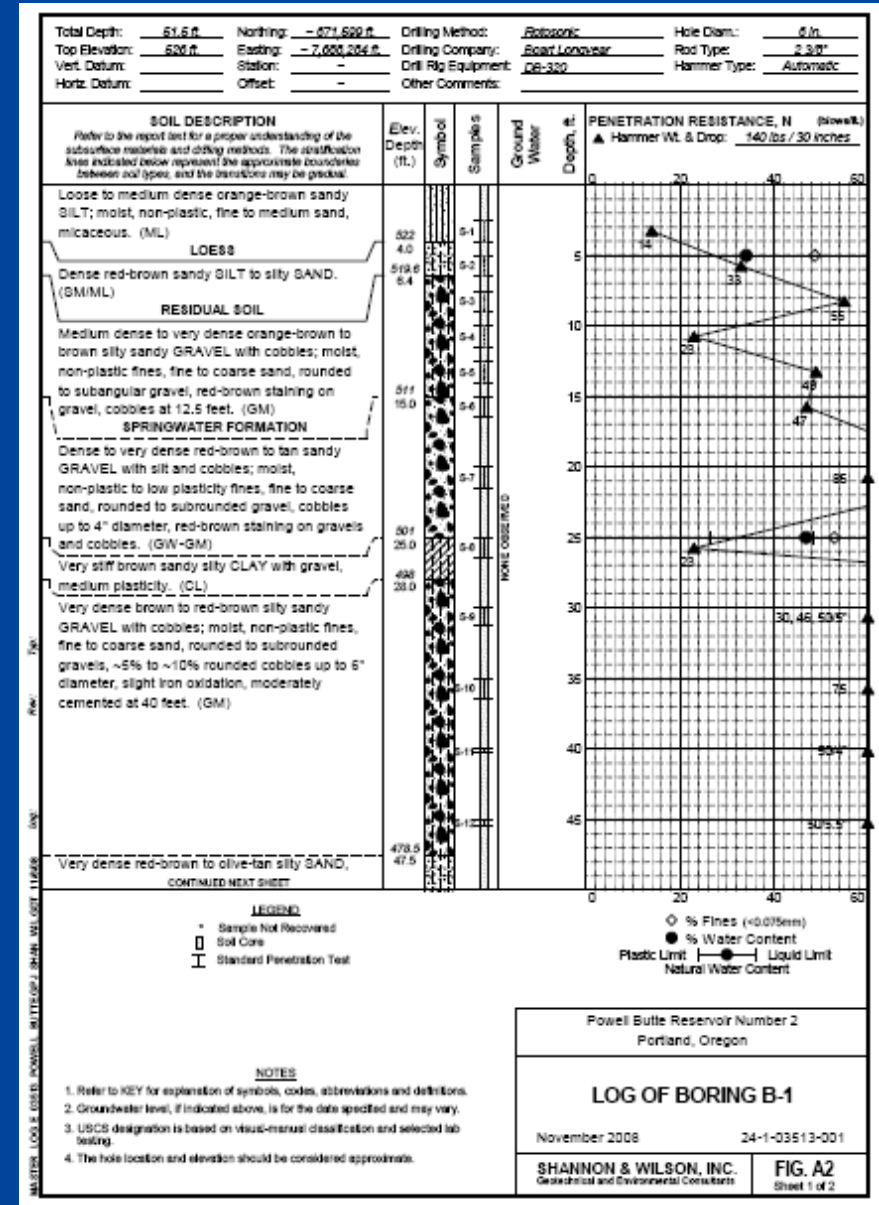 Total Depth: 51.5 ft. Northing: ~ 671,599 ft. Drilling Method: Rotosonic Hole Diam.: 6 in.
Top Elevation: 526 ft. Easting: ~ 7,688,264 ft. Drilling Company: Boart Longyear Rod Type: 2 3/8"
Vert. Datum: Station: ~ Drill Rig Equipment: DB-320 Hammer Type: Automatic
Horiz. Datum: Offset: ~ Other Comments:
SOIL DESCRIPTION
Refer to the report text for a proper understanding of the
subsurface materials and drilling methods. The stratification
lines indicated below represent the approximate boundaries
between soil types, and the transitions may be gradual.
Elev.
Depth
(ft.)
Symbol
Samples
Ground
Water
Depth, ft.
PENETRATION RESISTANCE, N (blows/ft.)
▲ Hammer Wt. & Drop: 140 lbs / 30 inches
0 20 40 60
Loose to medium dense orange-brown sandy
SILT; moist, non-plastic, fine to medium sand,
micaceous. (ML)
LOESS
522
4.0
Dense red-brown sandy SILT to silty SAND.
(SM/ML)
RESIDUAL SOIL
519.6
6.4
Medium dense to very dense orange-brown to
brown silty sandy GRAVEL with cobbles; moist,
non-plastic fines, fine to coarse sand, rounded
to subangular gravel, red-brown staining on
gravel, cobbles at 12.5 feet. (GM)
SPRINGWATER FORMATION
511
15.0
Dense to very dense red-brown to tan sandy
GRAVEL with silt and cobbles; moist,
non-plastic to low plasticity fines, fine to coarse
sand, rounded to subrounded gravel, cobbles
up to 4" diameter, red-brown staining on gravels
and cobbles. (GW-GM)
501
25.0
Very stiff brown sandy silty CLAY with gravel,
medium plasticity. (CL)
498
28.0
Very dense brown to red-brown silty sandy
GRAVEL with cobbles; moist, non-plastic fines,
fine to coarse sand, rounded to subrounded
gravels, ~5% to ~10% rounded cobbles up to 6"
diameter, slight iron oxidation, moderately
cemented at 40 feet. (GM)
478.5
47.5
Very dense red-brown to olive-tan silty SAND,
CONTINUED NEXT SHEET
S-1
S-2
S-3
S-4
S-5
S-6
S-7
S-8
S-9
S-10
S-11
S-12
NONE OBSERVED
5
10
15
20
25
30
35
40
45
14
33
55
23
49
47
85
23
30, 46, 50/5"
75
50/4"
50/5.5"
0 20 40 60
LEGEND
* Sample Not Recovered
Soil Core
Standard Penetration Test
◇ % Fines (<0.075mm)
● % Water Content
Plastic Limit Liquid Limit
Natural Water Content
NOTES
1. Refer to KEY for explanation of symbols, codes, abbreviations and definitions.
2. Groundwater level, if indicated above, is for the date specified and may vary.
3. USCS designation is based on visual-manual classification and selected lab
testing.
4. The hole location and elevation should be considered approximate.
Powell Butte Reservoir Number 2
Portland, Oregon
LOG OF BORING B-1
November 2008 24-1-03513-001
SHANNON & WILSON, INC.
Geotechnical and Environmental Consultants
FIG. A2
Sheet 1 of 2
Typ:
Rev:
Log: